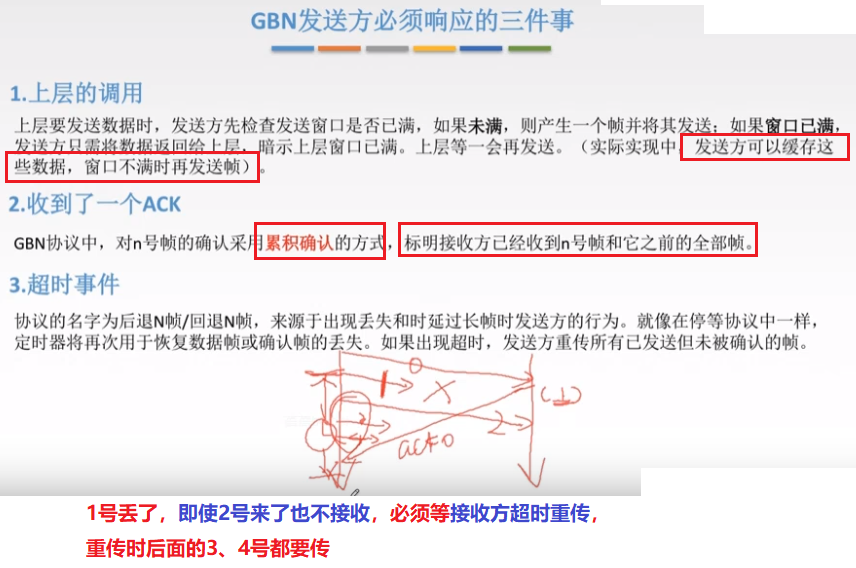 GBN发送方必须响应的三件事
1.上层的调用
上层要发送数据时，发送方先检查发送窗口是否已满，如果未满，则产生一个帧并将其发送；如果窗口已满，
发送方只需将数据返回给上层，暗示上层窗口已满。上层等一会再发送。（实际实现中，发送方可以缓存这
些数据，窗口不满时再发送帧）。
2.收到了一个ACK
GBN协议中，对n号帧的确认采用累积确认的方式，标明接收方已经收到n号帧和它之前的全部帧。
3.超时事件
协议的名字为后退N帧/回退N帧，来源于出现丢失和时延过长帧时发送方的行为。就像在停等协议中一样，
定时器将再次用于恢复数据帧或确认帧的丢失。如果出现超时，发送方重传所有已发送但未被确认的帧。
0
1
(1)
2
ack0
1号丢了，即使2号来了也不接收，必须等接收方超时重传，
重传时后面的3、4号都要传